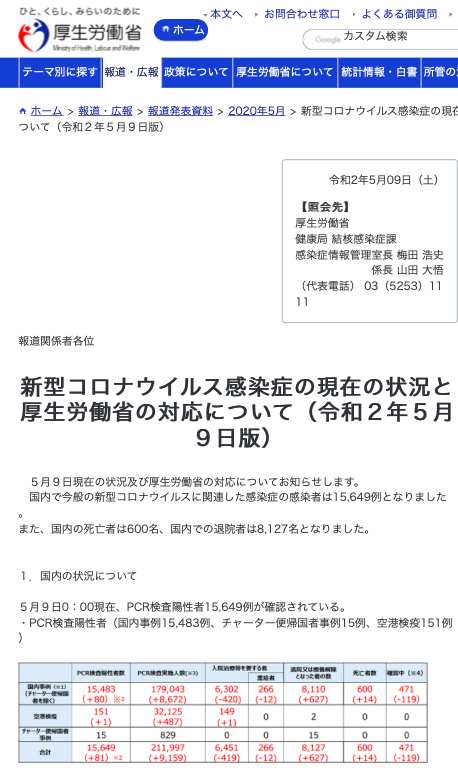 ひと、くらし、みらいのために
厚生労働省
Ministry of Health, Labour and Welfare
ホーム
本文へ お問合わせ窓口 よくある御質問
Google カスタム検索
テーマ別に探す 報道・広報 政策について 厚生労働省について 統計情報・白書 所管の
ホーム > 報道・広報 > 報道発表資料 > 2020年5月 > 新型コロナウイルス感染症の現在
ついて（令和２年５月９日版）
令和2年5月09日（土）
【照会先】
厚生労働省
健康局 結核感染症課
感染症情報管理室長 梅田 浩史
係長 山田 大悟
（代表電話） 03（5253）11
11
報道関係者各位
新型コロナウイルス感染症の現在の状況と
厚生労働省の対応について（令和２年５月
９日版）
５月９日現在の状況及び厚生労働省の対応についてお知らせします。
国内で今般の新型コロナウイルスに関連した感染症の感染者は15,649例となりました
。
また、国内の死亡者は600名、国内での退院者は8,127名となりました。
１．国内の状況について
５月９日0：00現在、PCR検査陽性者15,649例が確認されている。
・PCR検査陽性者（国内事例15,483例、チャーター便帰国者事例15例、空港検疫151例
）
PCR検査陽性者数 PCR検査実施人数(※3) 入院治療等を要する者 退院又は療養解除 死亡者数 確認中（※4）
重症者 となった者の数
国内事例（※1） 15,483 179,043 6,302 266 8,110 600 471
（チャーター便帰国者 (+83) ※2 (+8,672) (-420) (-12) (+627) (+14) (-119)
を除く）
空港検疫 151 32,125 149 0 2 0 0
(+1) (+487) (+1)
チャーター便帰国者 15 829 0 0 15 0 0
事例
合計 15,649 211,997 6,451 266 8,127 600 471
(+81) ※2 (+9,159) (-419) (-12) (+627) (+14) (-119)